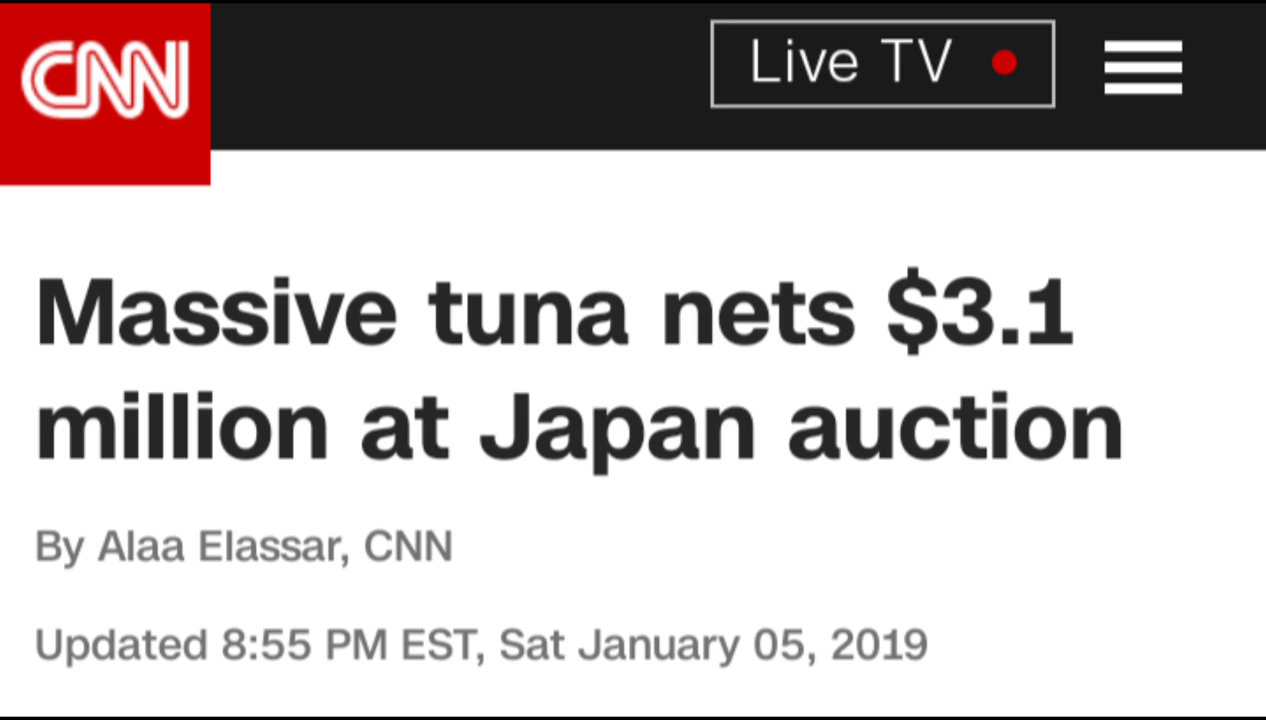 CNN
Live TV
Massive tuna nets $3.1
million at Japan auction
By Alaa Elassar, CNN
Updated 8:55 PM EST, Sat January 05, 2019